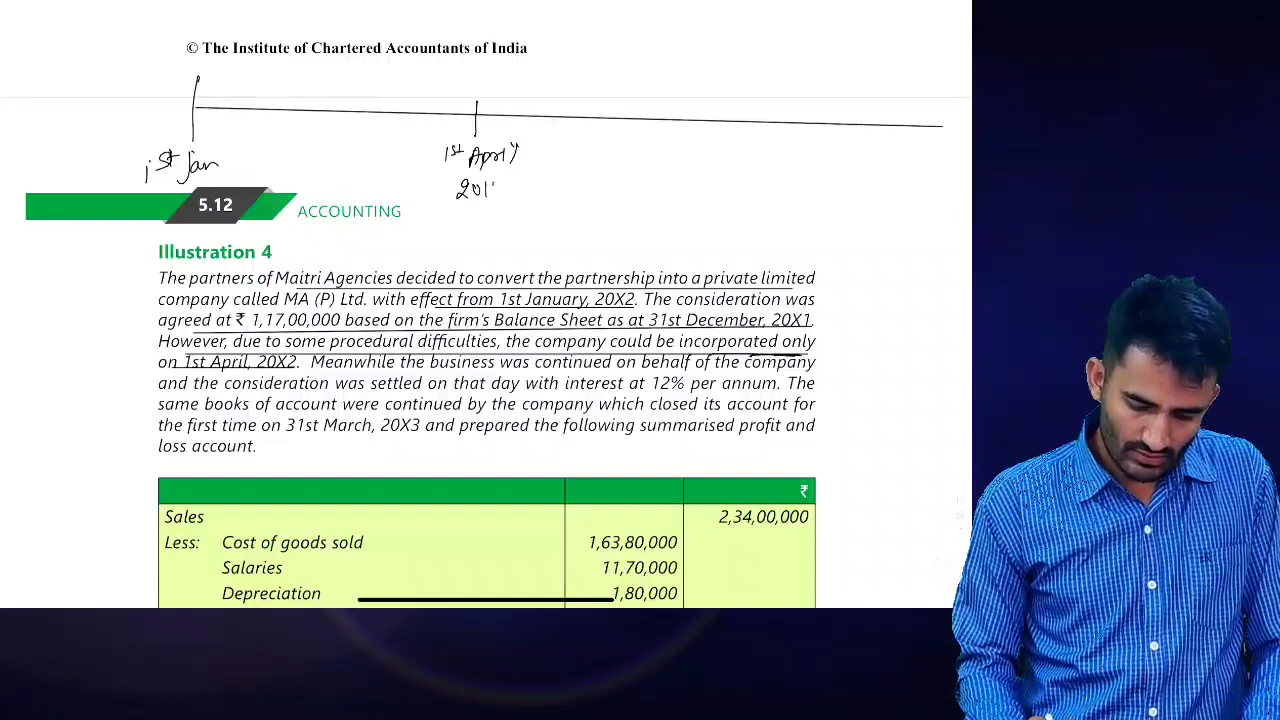 © The Institute of Chartered Accountants of India
1st Jan
1st April
201
5.12
ACCOUNTING
Illustration 4
The partners of Maitri Agencies decided to convert the partnership into a private limited
company called MA (P) Ltd. with effect from 1st January, 20X2. The consideration was
agreed at ₹ 1,17,00,000 based on the firm's Balance Sheet as at 31st December, 20X1.
However, due to some procedural difficulties, the company could be incorporated only
on 1st April, 20X2. Meanwhile the business was continued on behalf of the company
and the consideration was settled on that day with interest at 12% per annum. The
same books of account were continued by the company which closed its account for
the first time on 31st March, 20X3 and prepared the following summarised profit and
loss account.
₹
Sales 2,34,00,000
Less: Cost of goods sold 1,63,80,000
Salaries 11,70,000
Depreciation 1,80,000